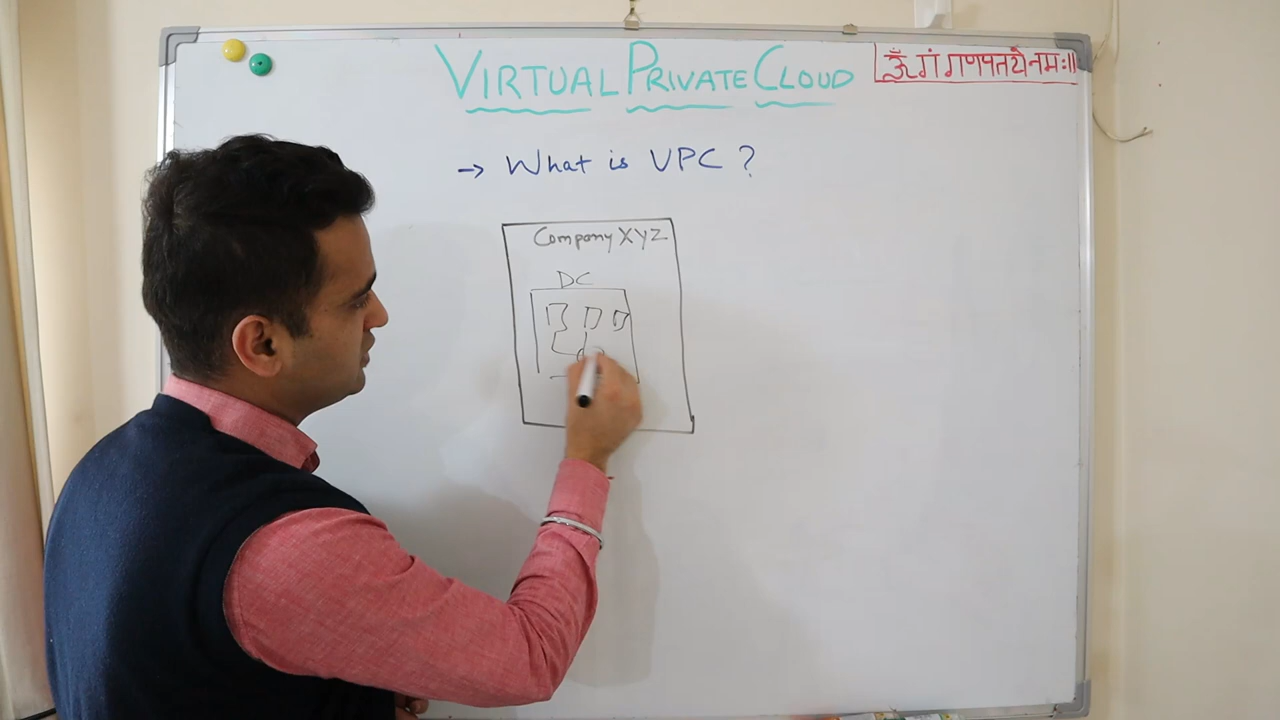 VIRTUAL PRIVATE CLOUD
ॐ गं गणपतयेनमः॥
→ What is VPC ?
Company XYZ
DC